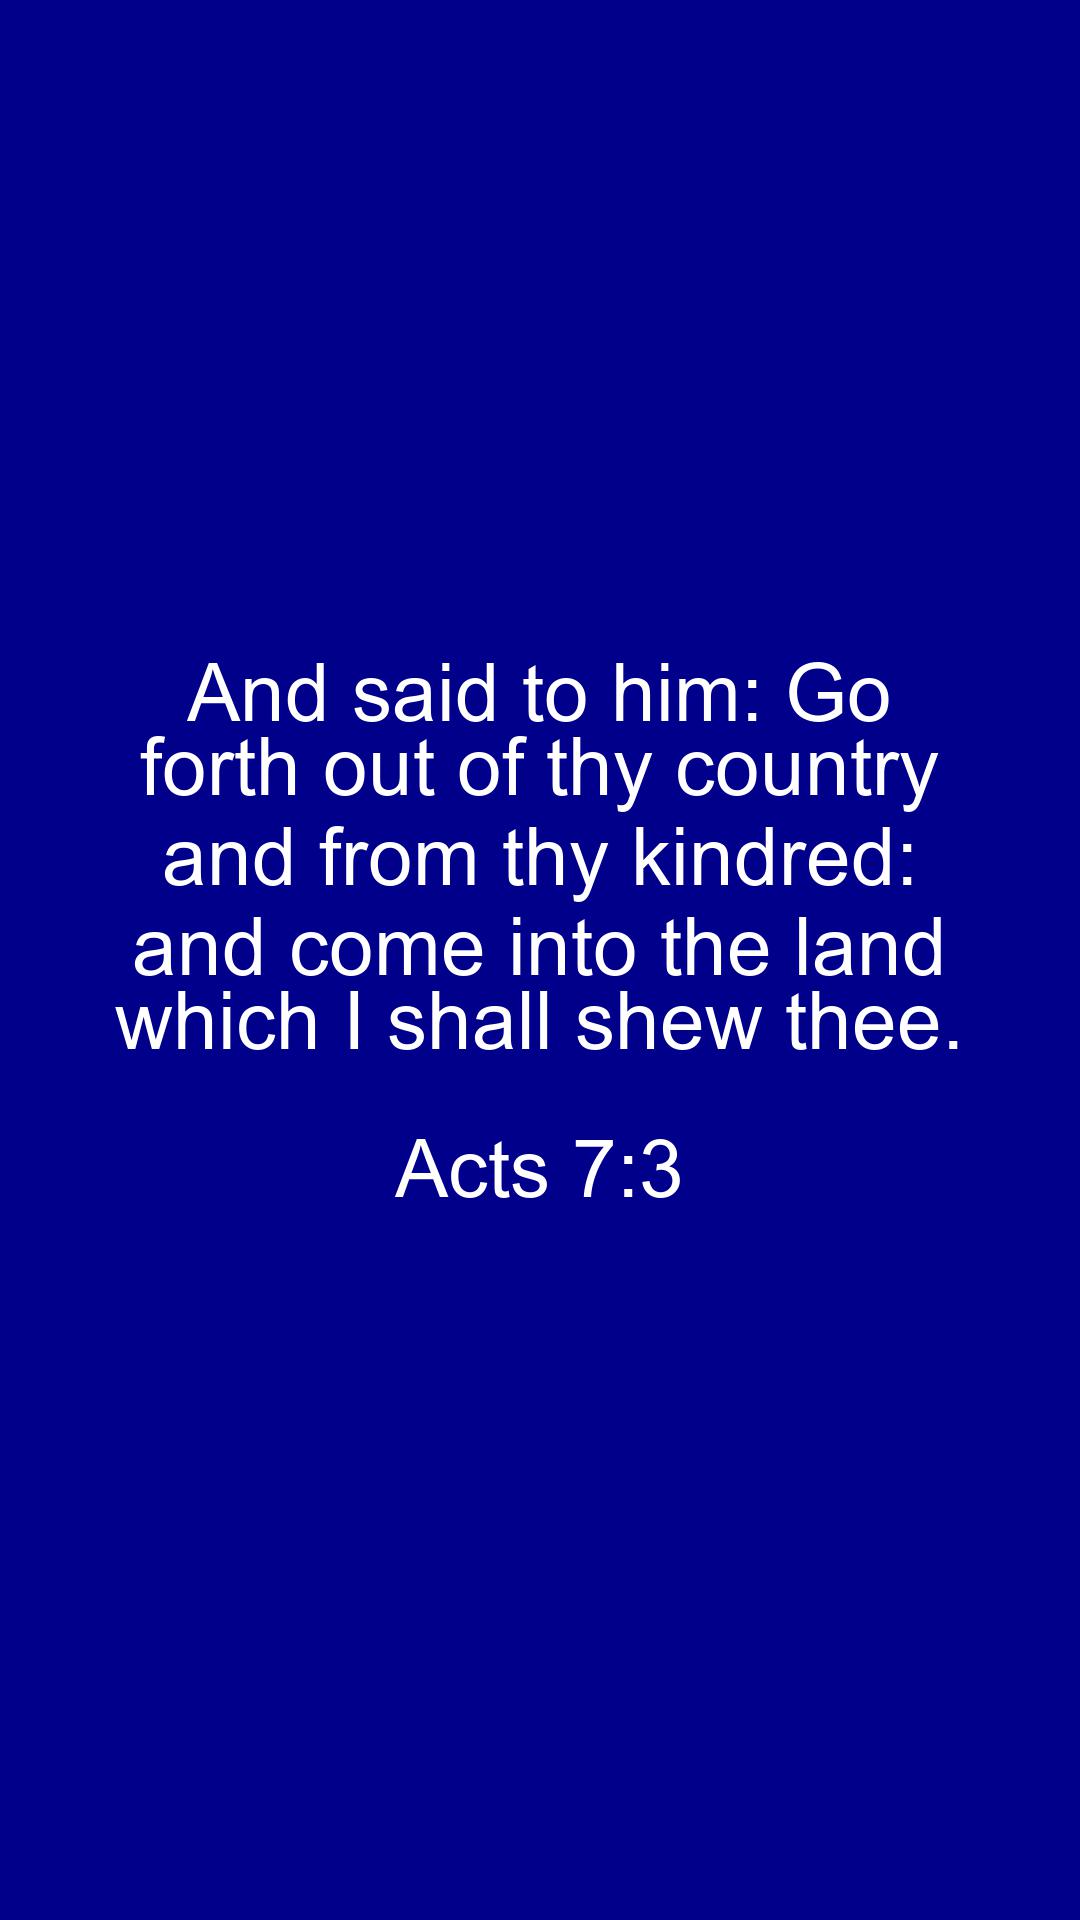 And said to him: Go
forth out of thy country
and from thy kindred:
and come into the land
which I shall shew thee.
Acts 7:3